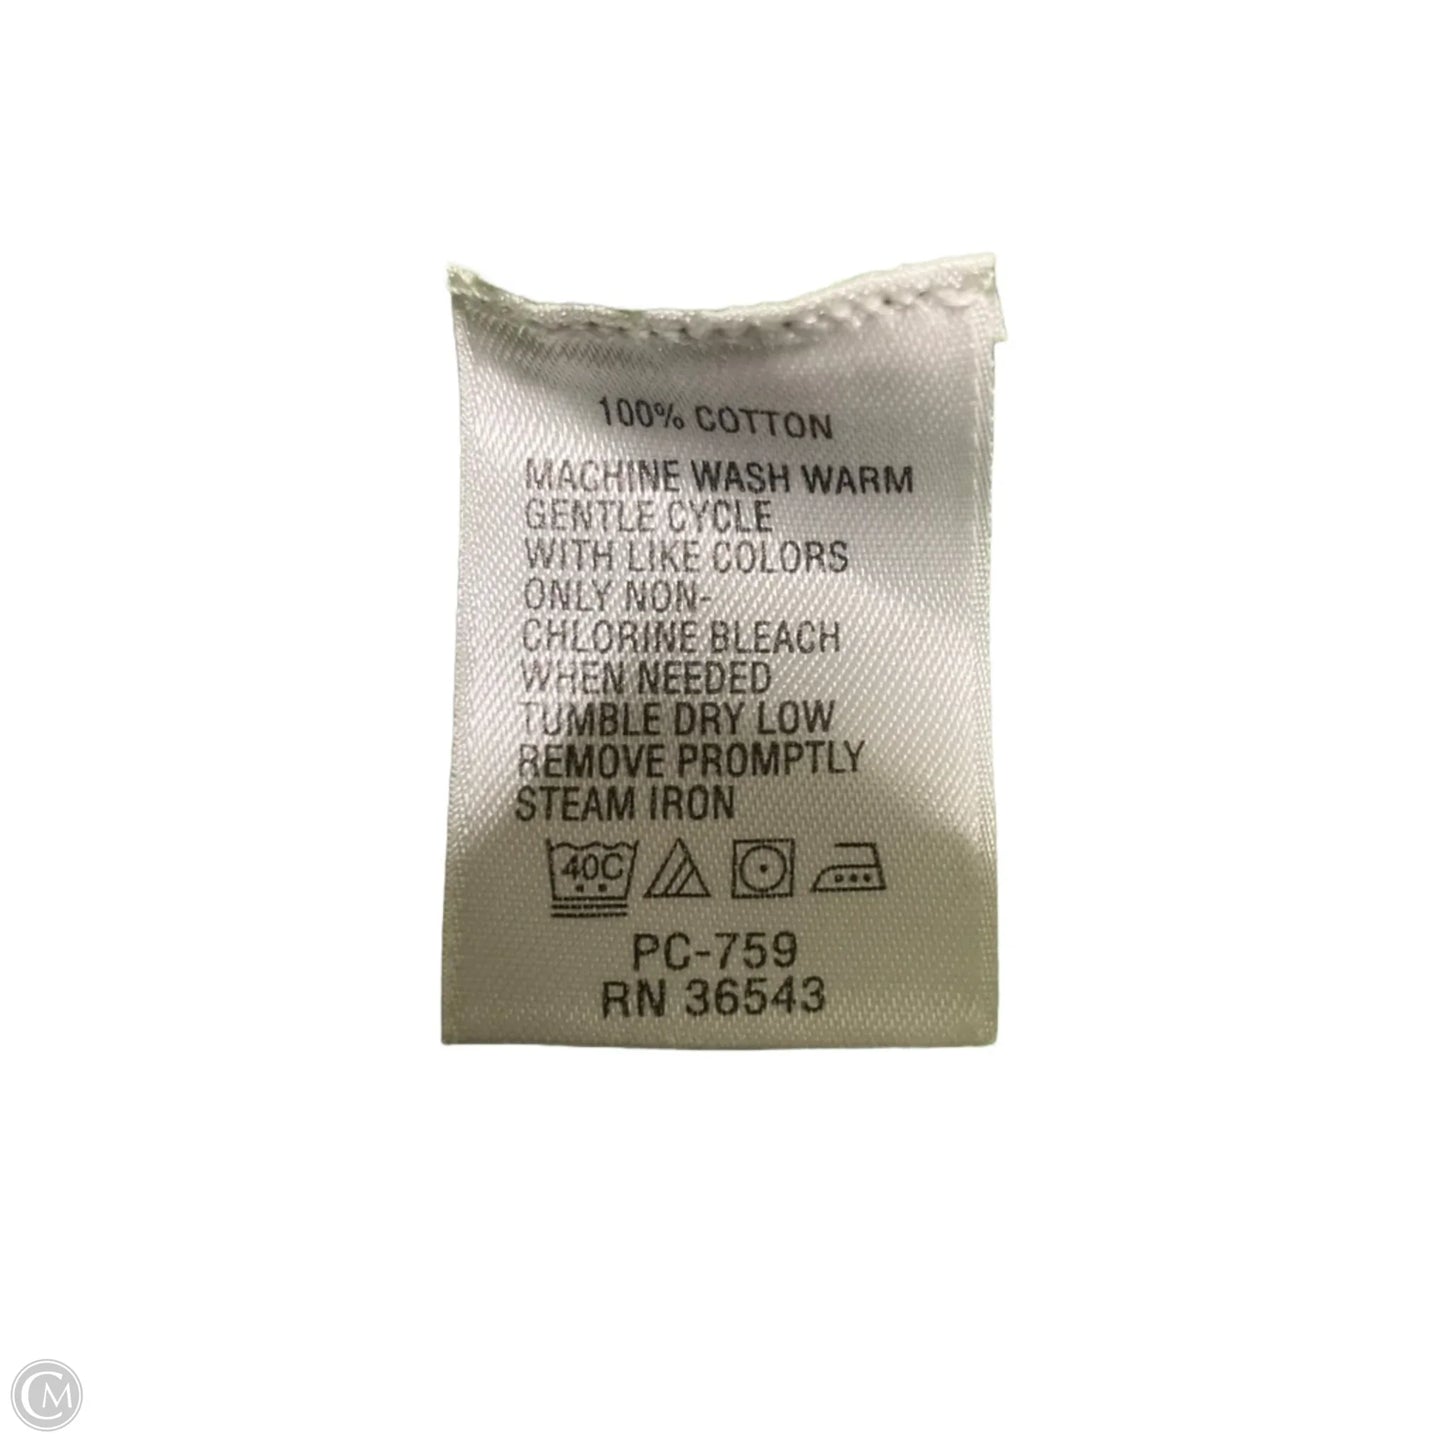 100% COTTON
MACHINE WASH WARM
GENTLE CYCLE
WITH LIKE COLORS
ONLY NON-
CHLORINE BLEACH
WHEN NEEDED
TUMBLE DRY LOW
REMOVE PROMPTLY
STEAM IRON
40C
PC-759
RN 36543
CM